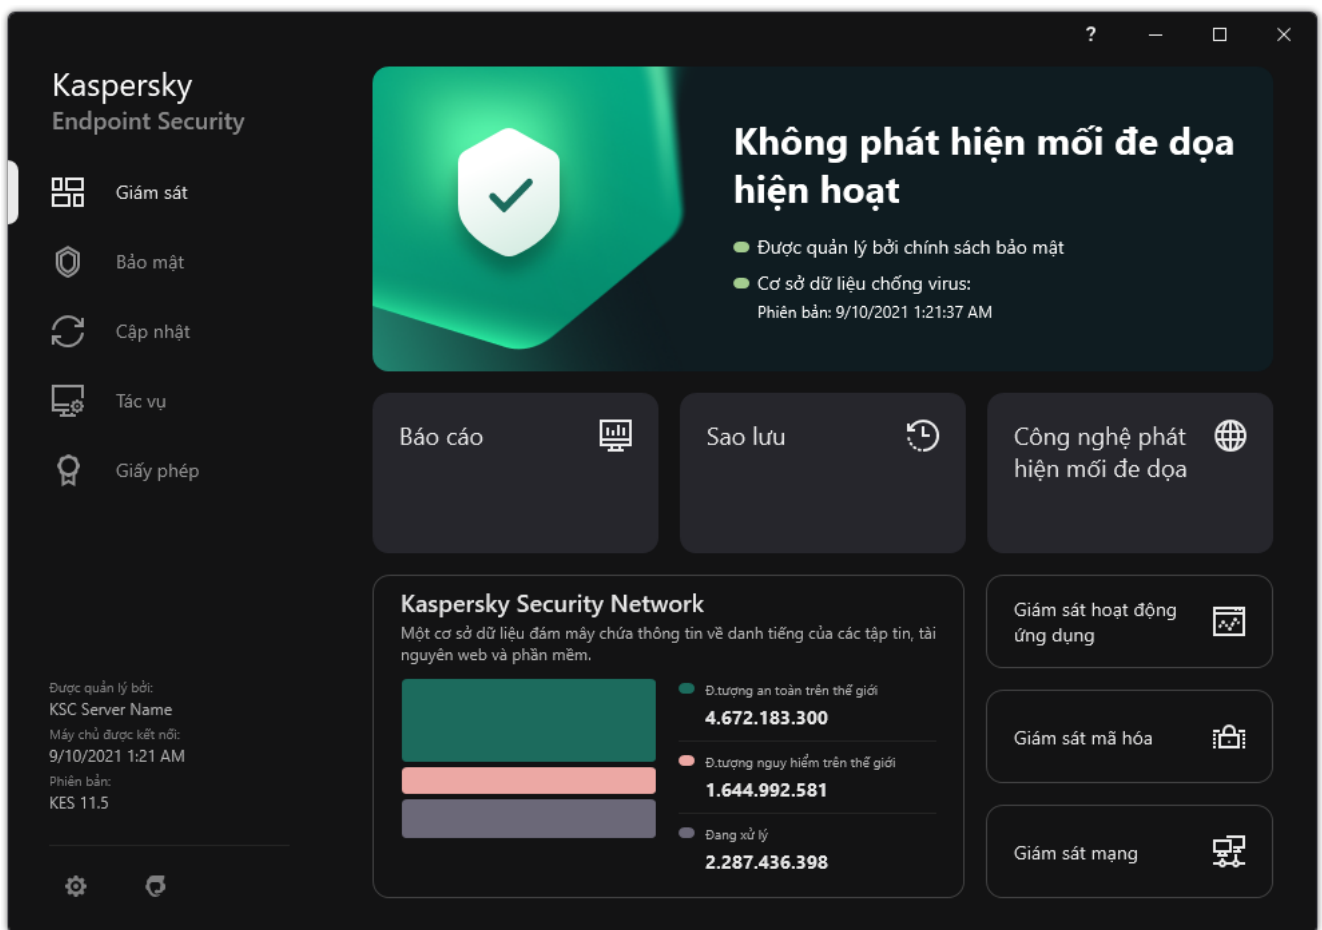 ?
Kaspersky
Endpoint Security
Giám sát
Bảo mật
Cập nhật
Tác vụ
Giấy phép
Được quản lý bởi:
KSC Server Name
Máy chủ được kết nối:
9/10/2021 1:21 AM
Phiên bản:
KES 11.5
Không phát hiện mối đe dọa
hiện hoạt
Được quản lý bởi chính sách bảo mật
Cơ sở dữ liệu chống virus:
Phiên bản: 9/10/2021 1:21:37 AM
Báo cáo
Sao lưu
Công nghệ phát
hiện mối đe dọa
Kaspersky Security Network
Một cơ sở dữ liệu đám mây chứa thông tin về danh tiếng của các tập tin, tài
nguyên web và phần mềm.
Đ.tượng an toàn trên thế giới
4.672.183.300
Đ.tượng nguy hiểm trên thế giới
1.644.992.581
Đang xử lý
2.287.436.398
Giám sát hoạt động
ứng dụng
Giám sát mã hóa
Giám sát mạng